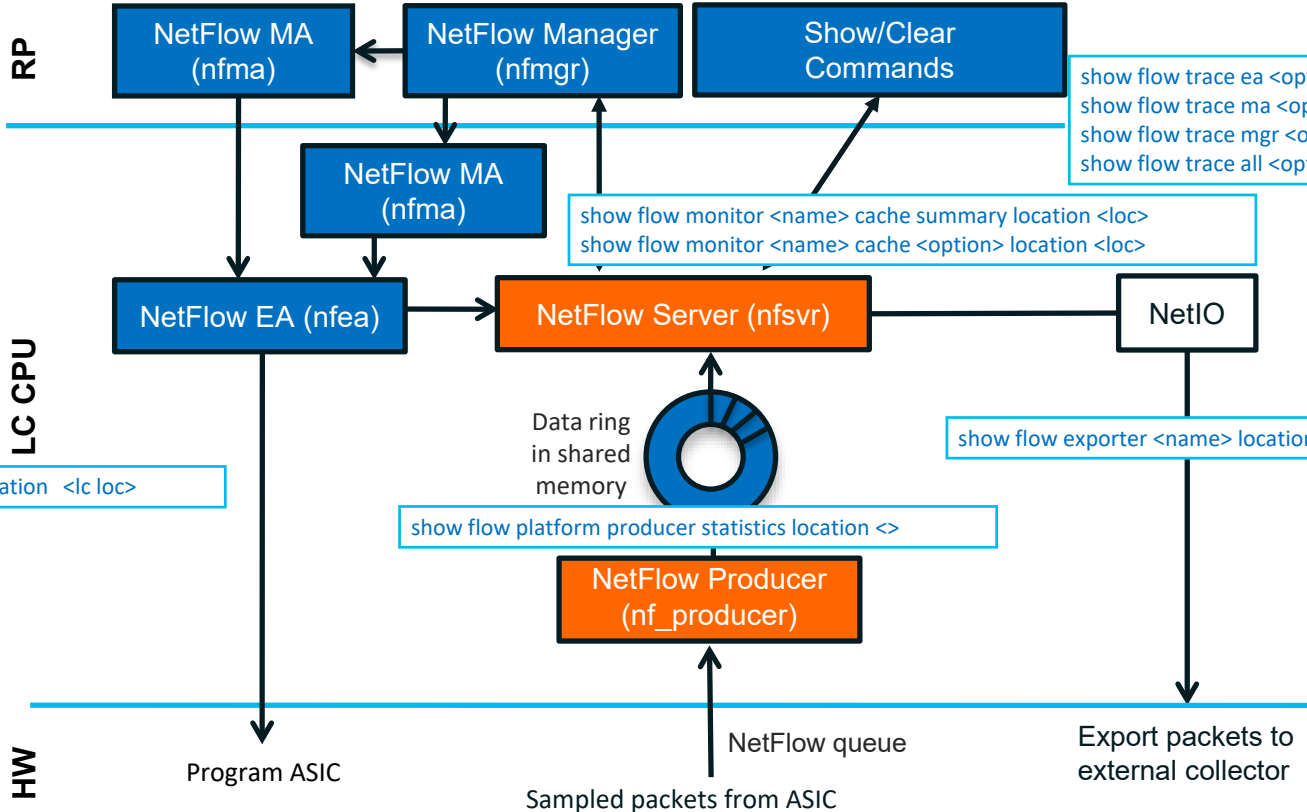 RP
NetFlow MA
(nfma)
NetFlow Manager
(nfmgr)
Show/Clear
Commands
show flow trace ea
show flow trace ma
show flow trace mgr
show flow trace all
NetFlow MA
(nfma)
show flow monitor <name> cache summary location <loc>
show flow monitor <name> cache <option> location <loc>
LC CPU
NetFlow EA (nfea)
NetFlow Server (nfsvr)
NetIO
Data ring
in shared
memory
show flow exporter <name> location
<lc loc>
show flow platform producer statistics location <>
NetFlow Producer
(nf_producer)
HW
Program ASIC
NetFlow queue
Sampled packets from ASIC
Export packets to
external collector